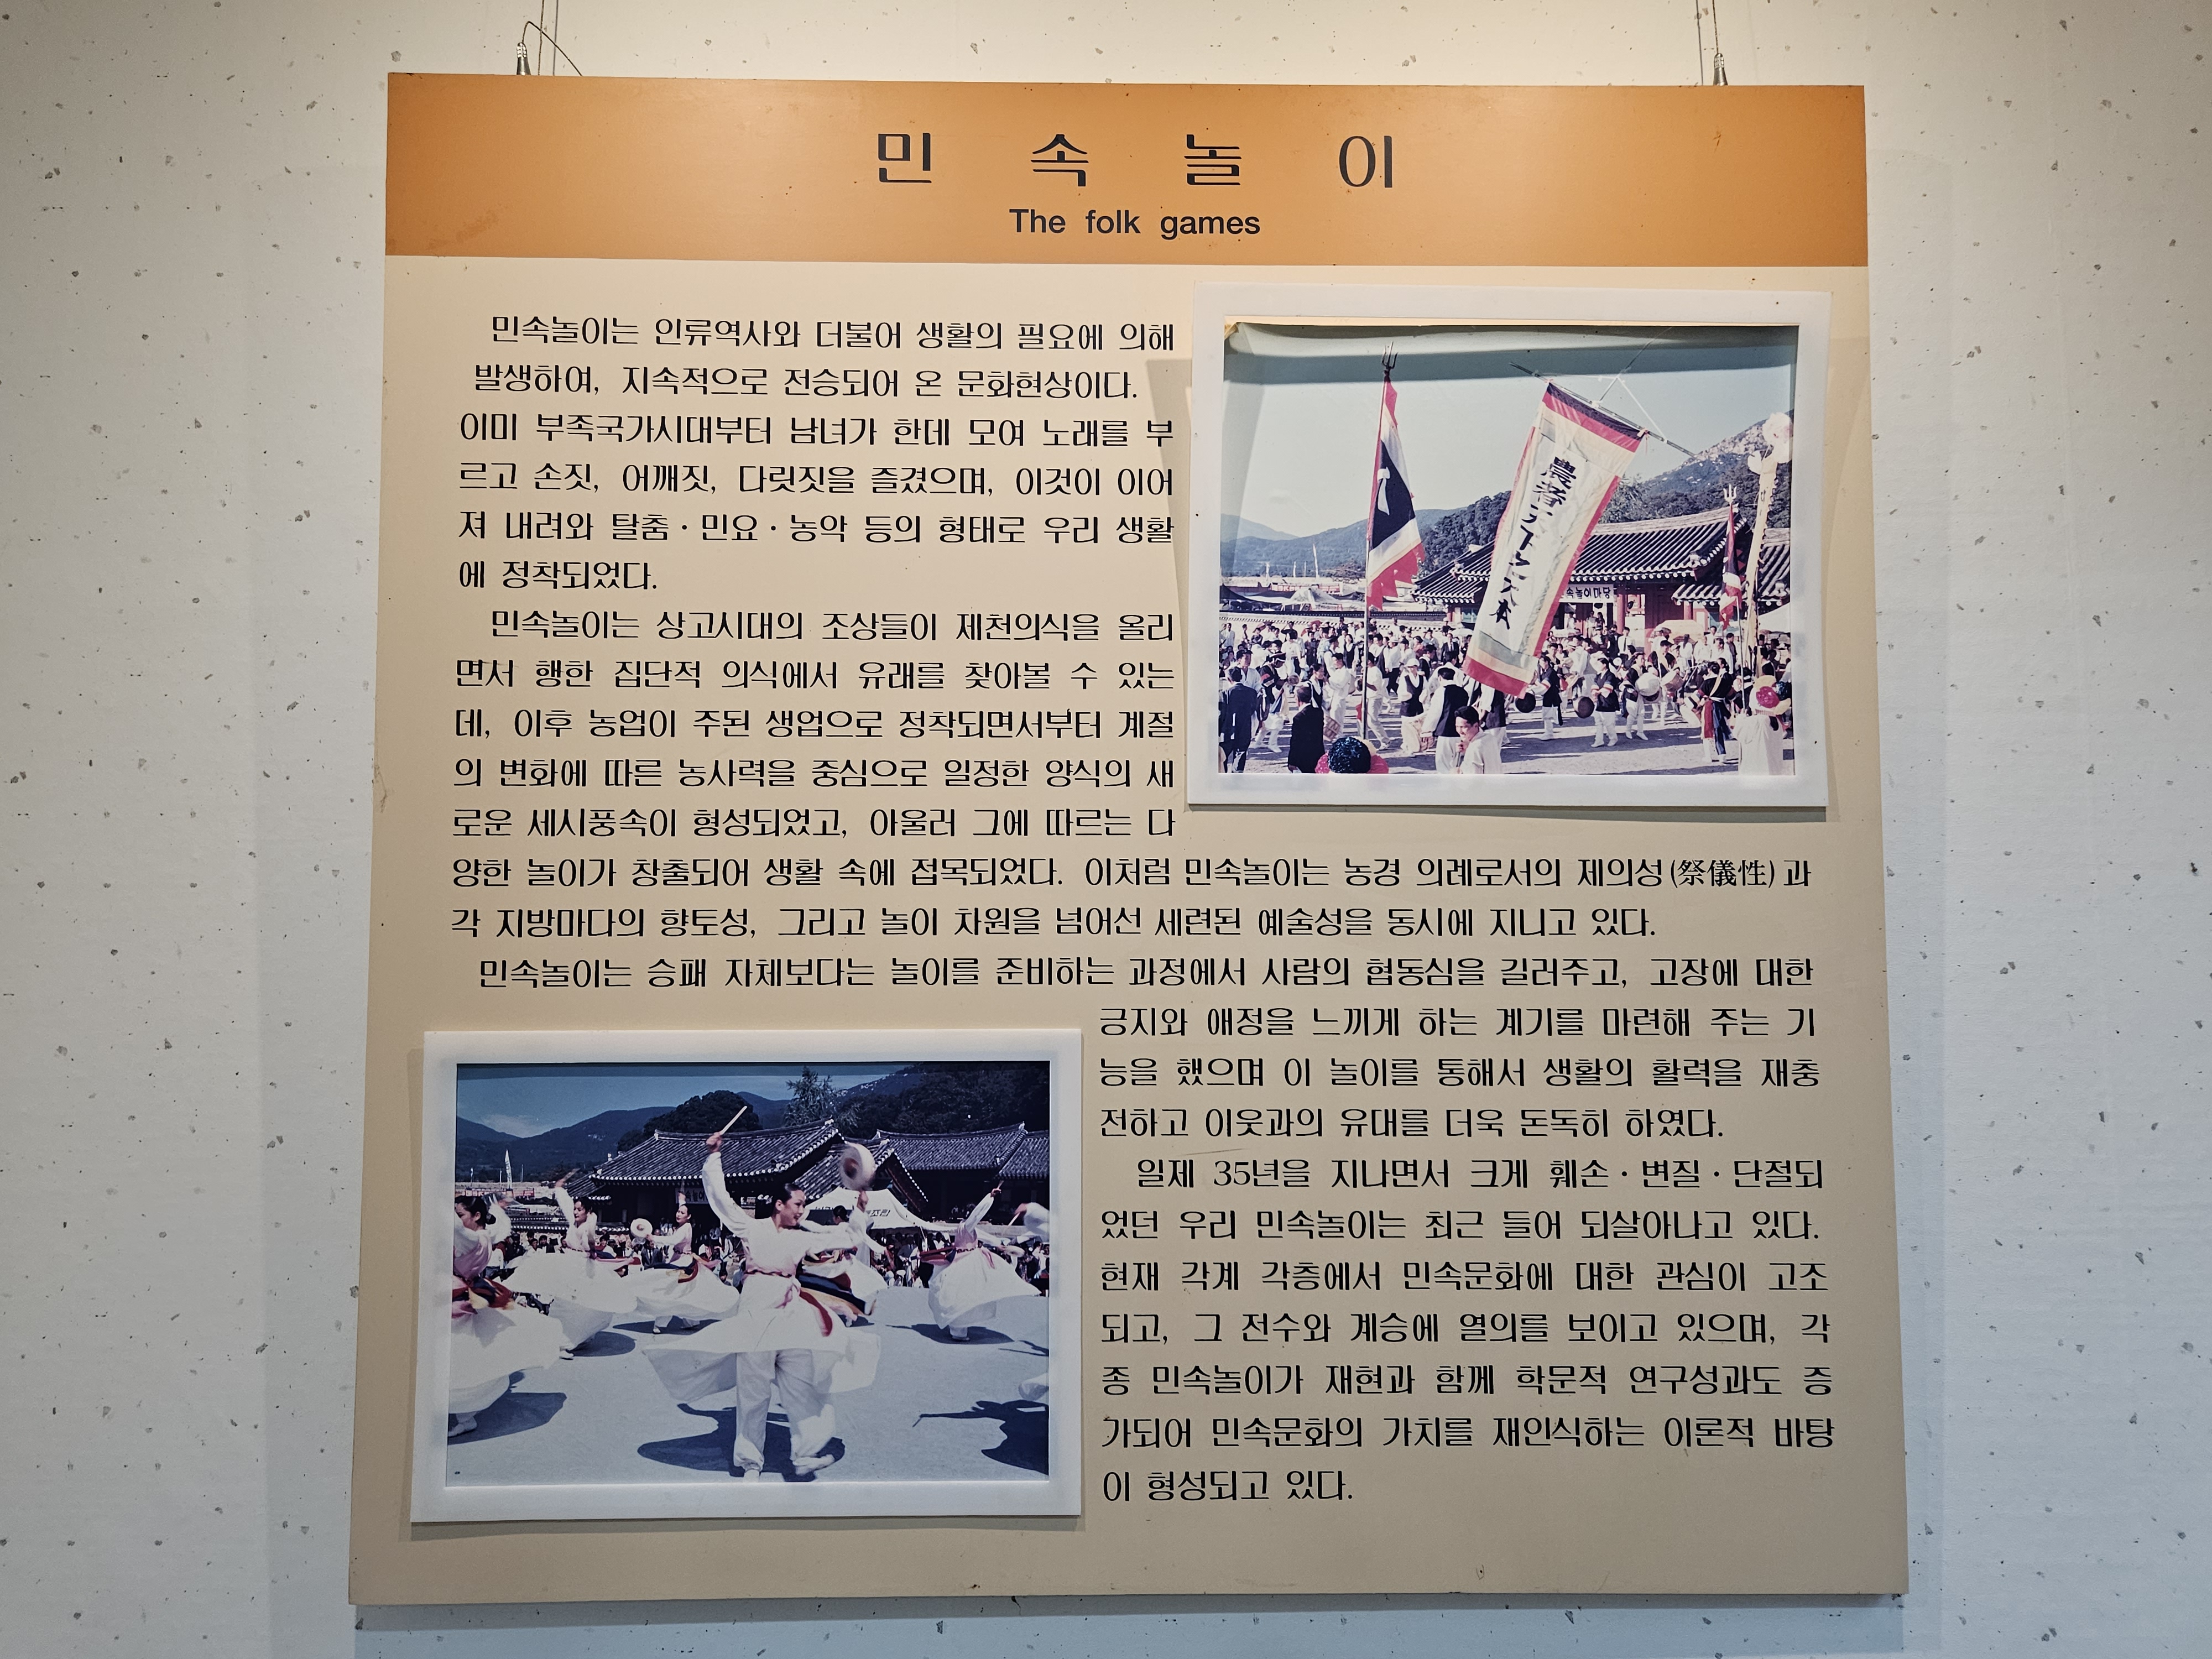 민속놀이
The folk games
민속놀이는 인류역사와 더불어 생활의 필요에 의해
발생하여, 지속적으로 전승되어 온 문화현상이다.
이미 부족국가시대부터 남녀가 한데 모여 노래를 부
르고 손짓, 어깨짓, 다릿짓을 즐겼으며, 이것이 이어
져 내려와 탈춤·민요·농악 등의 형태로 우리 생활
에 정착되었다.
민속놀이는 상고시대의 조상들이 제천의식을 올리
면서 행한 집단적 의식에서 유래를 찾아볼 수 있는
데, 이후 농업이 주된 생업으로 정착되면서부터 계절
의 변화에 따른 농사력을 중심으로 일정한 양식의 새
로운 세시풍속이 형성되었고, 아울러 그에 따르는 다
양한 놀이가 창출되어 생활 속에 접목되었다. 이처럼 민속놀이는 농경 의례로서의 제의성(祭儀性)과
각 지방마다의 향토성, 그리고 놀이 차원을 넘어선 세련된 예술성을 동시에 지니고 있다.
민속놀이는 승패 자체보다는 놀이를 준비하는 과정에서 사람의 협동심을 길러주고, 고장에 대한
긍지와 애정을 느끼게 하는 계기를 마련해 주는 기
능을 했으며 이 놀이를 통해서 생활의 활력을 재충
전하고 이웃과의 유대를 더욱 돈독히 하였다.
일제 35년을 지나면서 크게 훼손·변질·단절되
었던 우리 민속놀이는 최근 들어 되살아나고 있다.
현재 각계 각층에서 민속문화에 대한 관심이 고조
되고, 그 전수와 계승에 열의를 보이고 있으며, 각
종 민속놀이가 재현과 함께 학문적 연구성과도 증
가되어 민속문화의 가치를 재인식하는 이론적 바탕
이 형성되고 있다.
農者天下之大本
속놀이마당